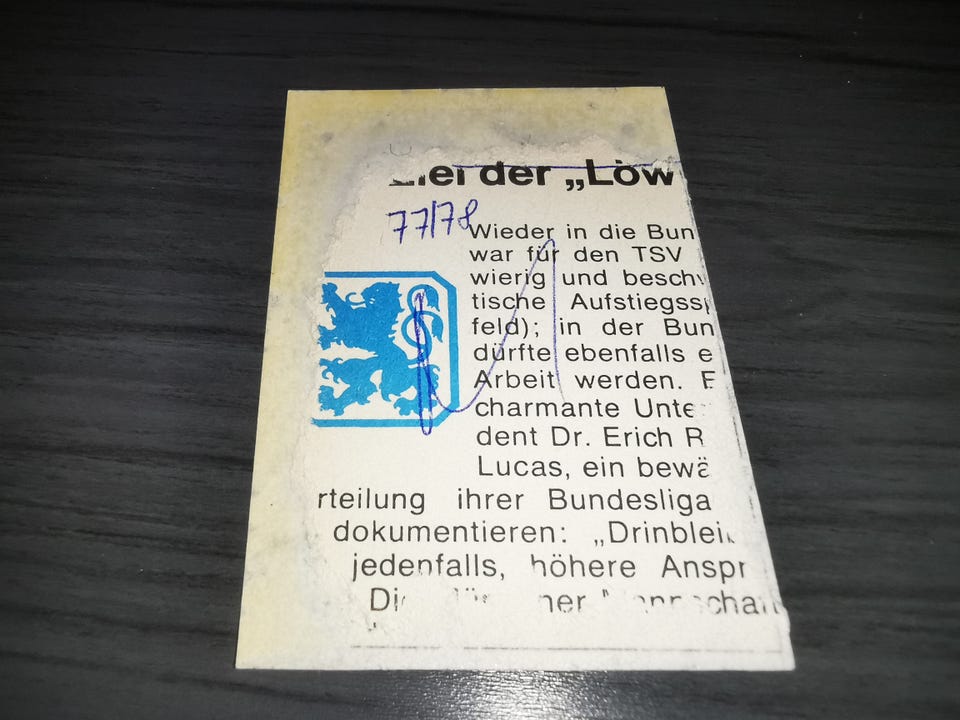 der „Löw
77/78
Wieder in die Bun
war für den TSV
wierig und besch
tische Aufstiegssp
feld); in der Bun
dürfte ebenfalls e
Arbeit werden. E
charmante Unte
dent Dr. Erich R
Lucas, ein bewä
rteilung ihrer Bundesliga
dokumentieren: „Drinblei
jedenfalls, höhere Anspr